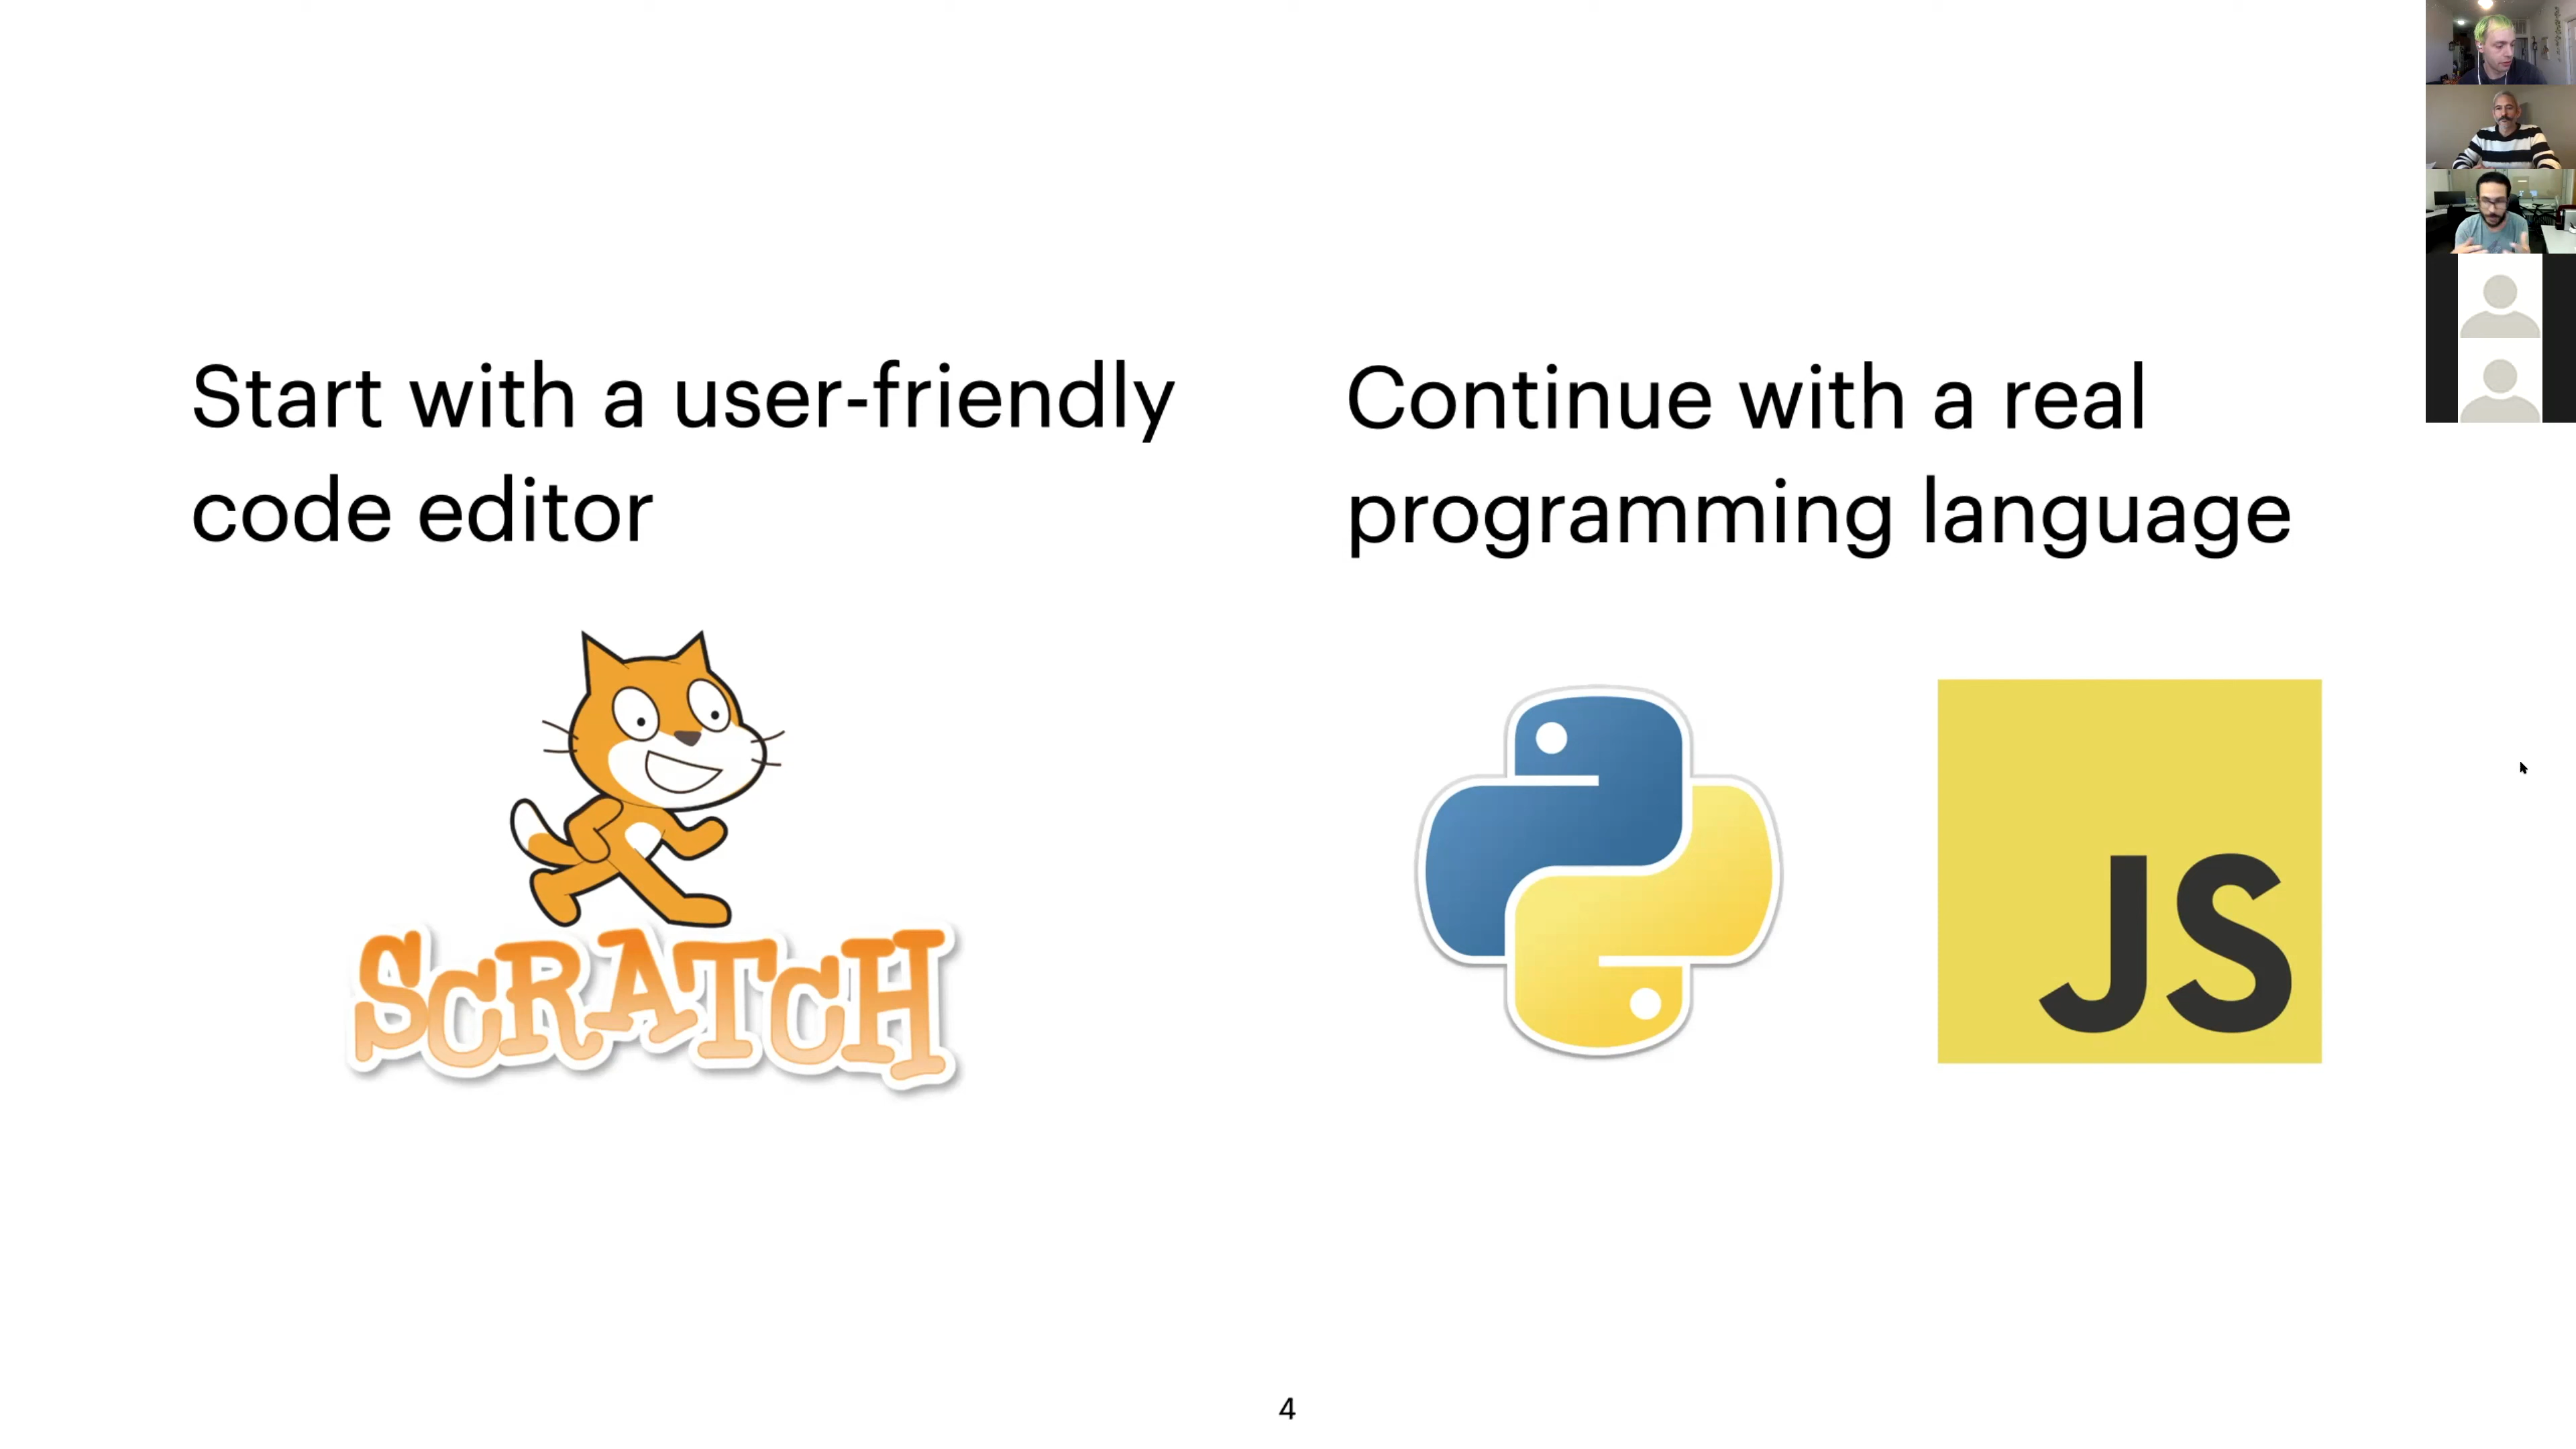 Start with a user-friendly
code editor
Continue with a real
programming language
SCRATCH
JS
4